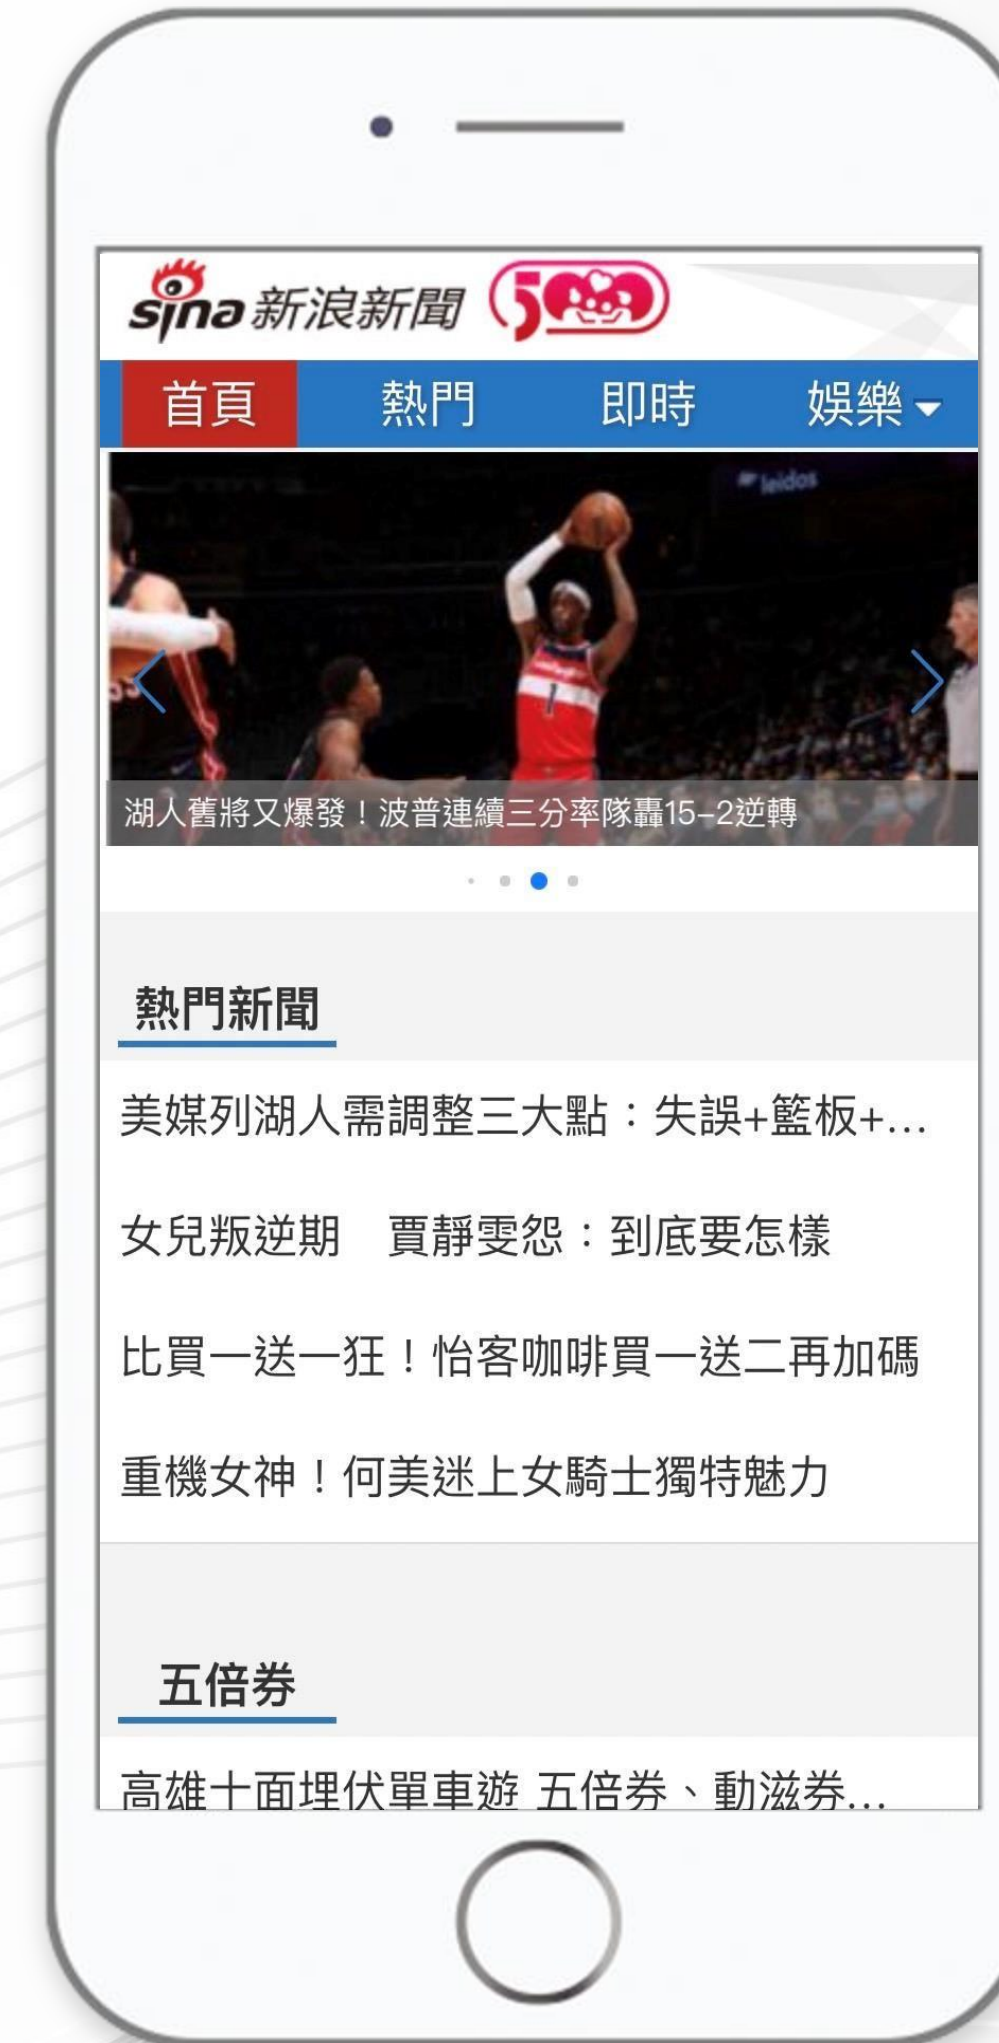 sina 新浪新聞 500
首頁 熱門 即時 娛樂
leidos
1
湖人舊將又爆發！波普連續三分率隊轟15-2逆轉
熱門新聞
美媒列湖人需調整三大點：失誤+籃板+...
女兒叛逆期　賈靜雯怨：到底要怎樣
比買一送一狂！怡客咖啡買一送二再加碼
重機女神！何美迷上女騎士獨特魅力
五倍券
高雄十面埋伏單車遊 五倍券、動滋券...